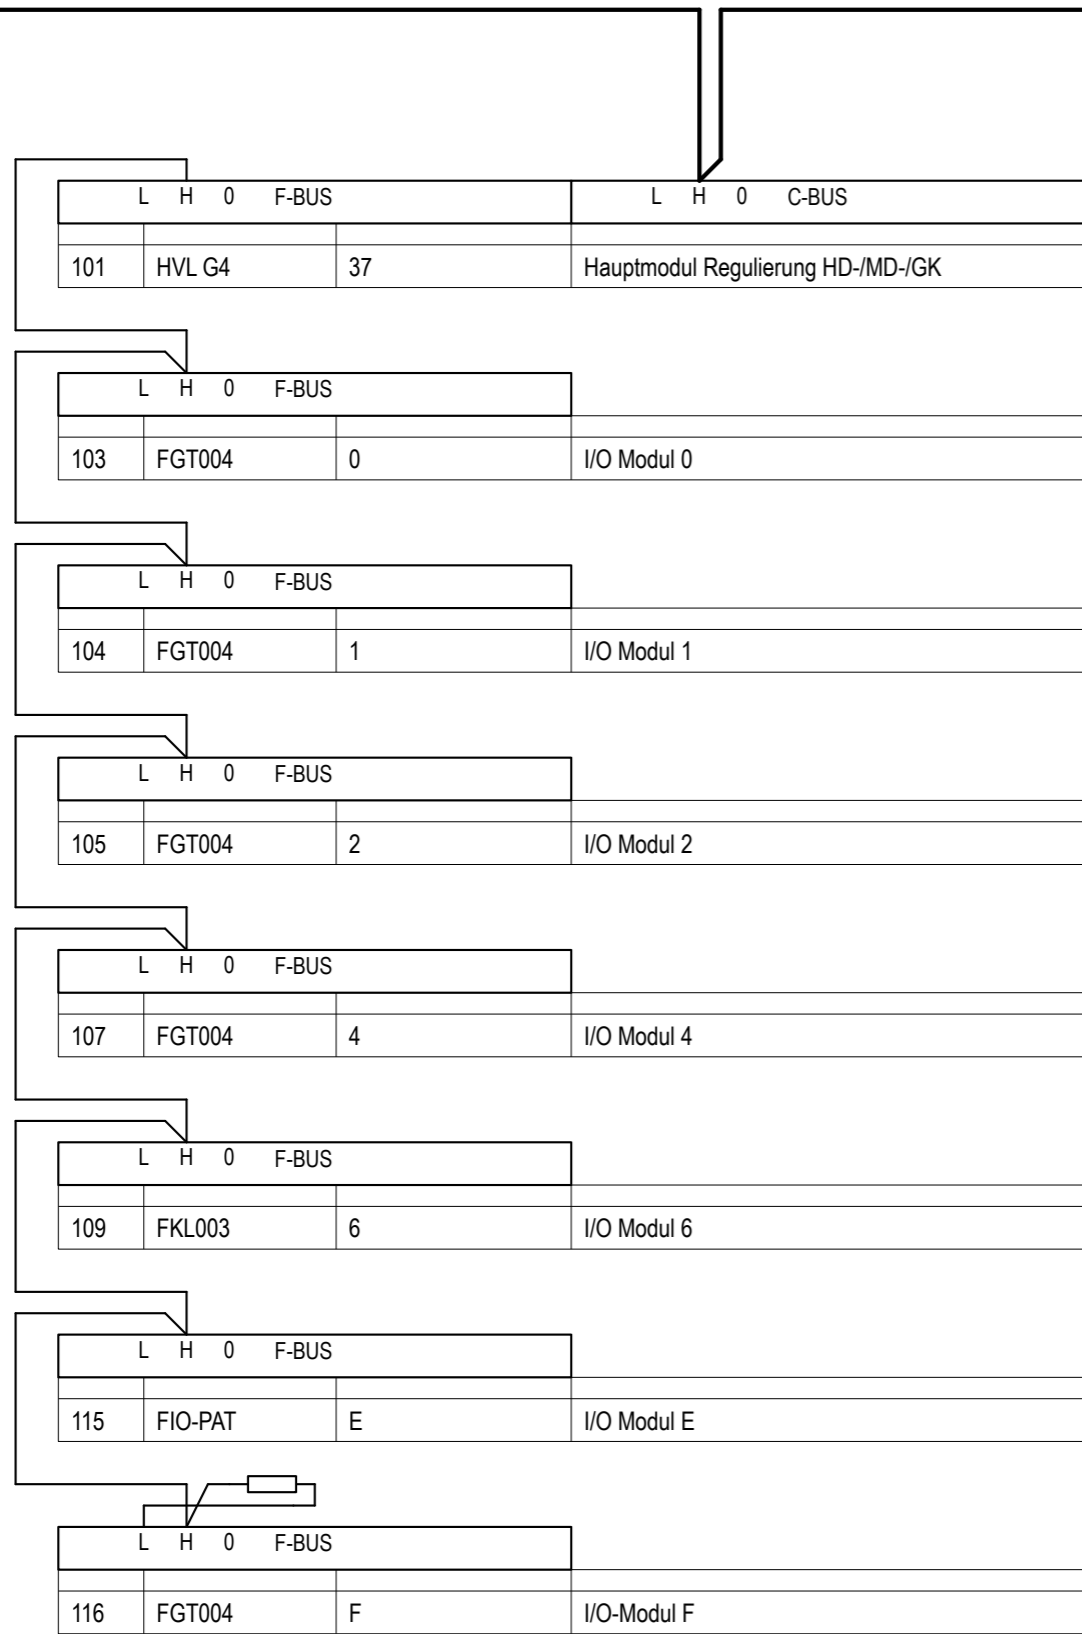 L H 0 F-BUS L H 0 C-BUS
101 HVL G4 37 Hauptmodul Regulierung HD-/MD-/GK
L H 0 F-BUS
103 FGT004 0 I/O Modul 0
L H 0 F-BUS
104 FGT004 1 I/O Modul 1
L H 0 F-BUS
105 FGT004 2 I/O Modul 2
L H 0 F-BUS
107 FGT004 4 I/O Modul 4
L H 0 F-BUS
109 FKL003 6 I/O Modul 6
L H 0 F-BUS
115 FIO-PAT E I/O Modul E
L H 0 F-BUS
116 FGT004 F I/O-Modul F